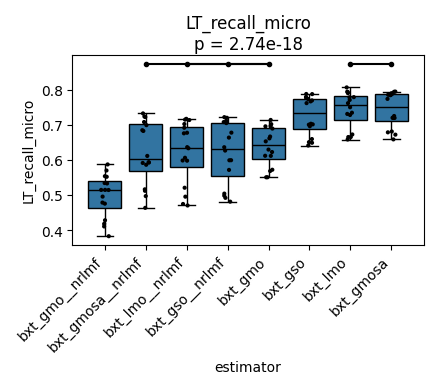 LT_recall_micro
p = 2.74e-18
LT_recall_micro
0.8
0.7
0.6
0.5
0.4
bxt_gmo__nrlmf
bxt_gmosa__nrlmf
bxt_lmo__nrlmf
bxt_gso__nrlmf
bxt_gmo
bxt_gso
bxt_lmo
bxt_gmosa
estimator